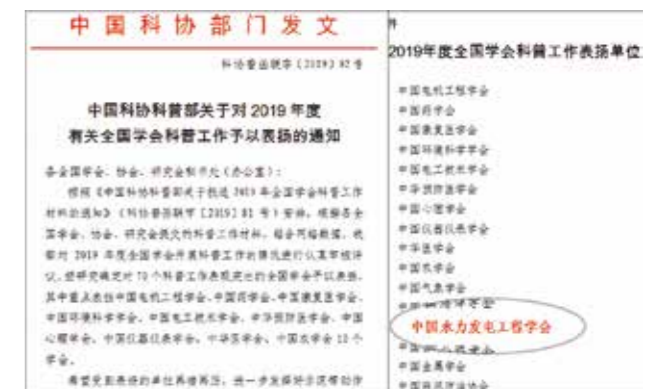 中国科协部门发文
科协普函联字〔2019〕92号
中国科协科普部关于对 2019 年度
有关全国学会科普工作予以表扬的通知
各全国学会、协会、研究会秘书处（办公室）：
根据《中国科协科普部关于报送 2019 年全国学会科普工作
材料的通知》（科协普函联字〔2019〕81 号）安排，根据各全
国学会、协会、研究会提交的科普工作材料，结合网络数据，我
部对 2019 年度全国学会开展科普工作的情况进行认真审核评
议，经研究确定对 70 个科普工作表现突出的全国学会予以表扬。
其中重点表扬中国电机工程学会、中国药学会、中国康复医学会、
中国环境科学学会、中国电工技术学会、中华预防医学会、中国
心理学会、中国仪器仪表学会、中华医学会、中国农学会 10 个
学会。
希望受到表扬的单位再接再厉，进一步发挥好示范带动作
件
2019年度全国学会科普工作表扬单位
中国电机工程学会
中国药学会
中国康复医学会
中国环境科学学会
中国电工技术学会
中华预防医学会
中国心理学会
中国仪器仪表学会
中华医学会
中国农学会
中国气象学会
中国水力发电工程学会
中国金属学会